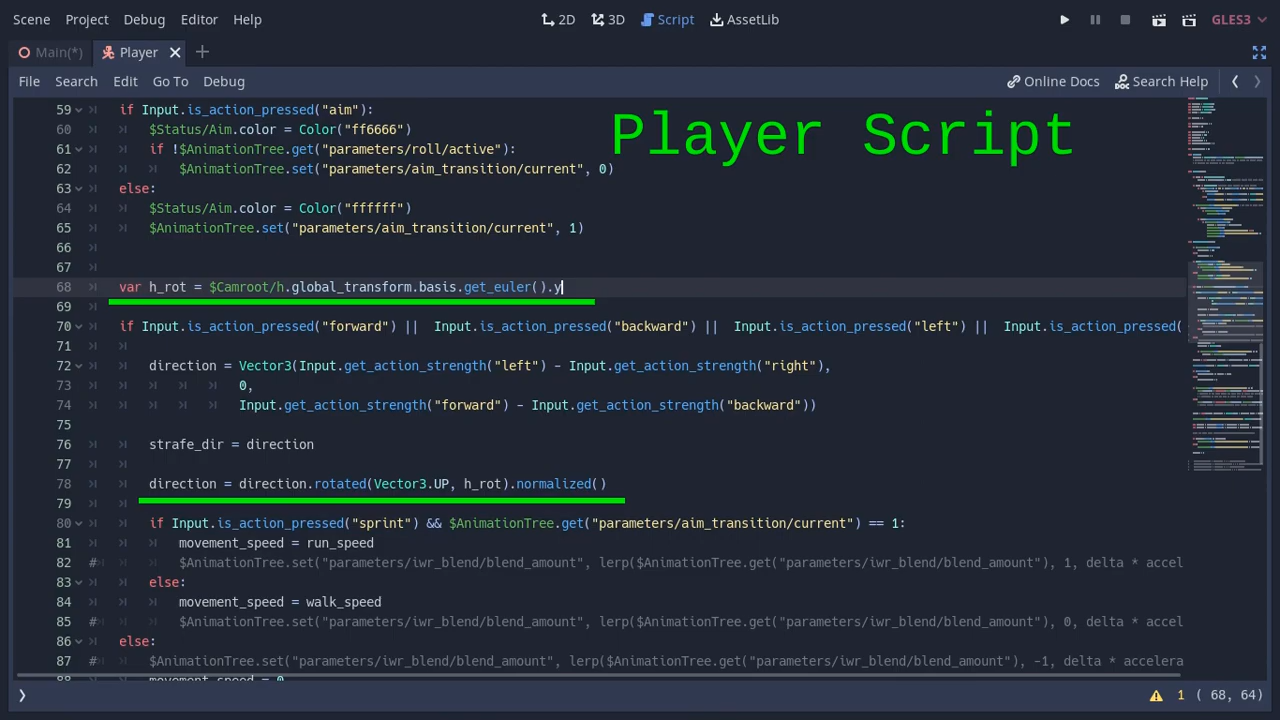 Scene Project Debug Editor Help 2D 3D Script AssetLib GLES3
Main(*) Player
File Search Edit Go To Debug Online Docs Search Help
Player Script
59 if Input.is_action_pressed("aim"):
60 $Status/Aim.color = Color("ff6666")
61 if !$AnimationTree.get("parameters/roll/active"):
62 $AnimationTree.set("parameters/aim_transition/current", 0)
63 else:
64 $Status/Aim.color = Color("ffffff")
65 $AnimationTree.set("parameters/aim_transition/current", 1)
66
67
68 var h_rot = $Camroot/h.global_transform.basis.get_euler().y
69
70 if Input.is_action_pressed("forward") || Input.is_action_pressed("backward") || Input.is_action_pressed("left") || Input.is_action_pressed
71
72 direction = Vector3(Input.get_action_strength("left") - Input.get_action_strength("right"),
73 0,
74 Input.get_action_strength("forward") - Input.get_action_strength("backward"))
75
76 strafe_dir = direction
77
78 direction = direction.rotated(Vector3.UP, h_rot).normalized()
79
80 if Input.is_action_pressed("sprint") && $AnimationTree.get("parameters/aim_transition/current") == 1:
81 movement_speed = run_speed
82 # $AnimationTree.set("parameters/iwr_blend/blend_amount", lerp($AnimationTree.get("parameters/iwr_blend/blend_amount"), 1, delta * accel
83 else:
84 movement_speed = walk_speed
85 # $AnimationTree.set("parameters/iwr_blend/blend_amount", lerp($AnimationTree.get("parameters/iwr_blend/blend_amount"), 0, delta * accel
86 else:
87 # $AnimationTree.set("parameters/iwr_blend/blend_amount", lerp($AnimationTree.get("parameters/iwr_blend/blend_amount"), -1, delta * accelera
88 movement_speed = 0
1 ( 68, 64)